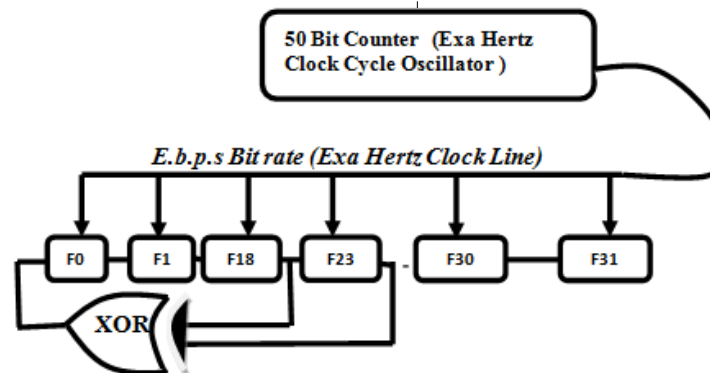 50 Bit Counter (Exa Hertz
Clock Cycle Oscillator )
E.b.p.s Bit rate (Exa Hertz Clock Line)
F0 F1 F18 F23 - F30 F31
XOR